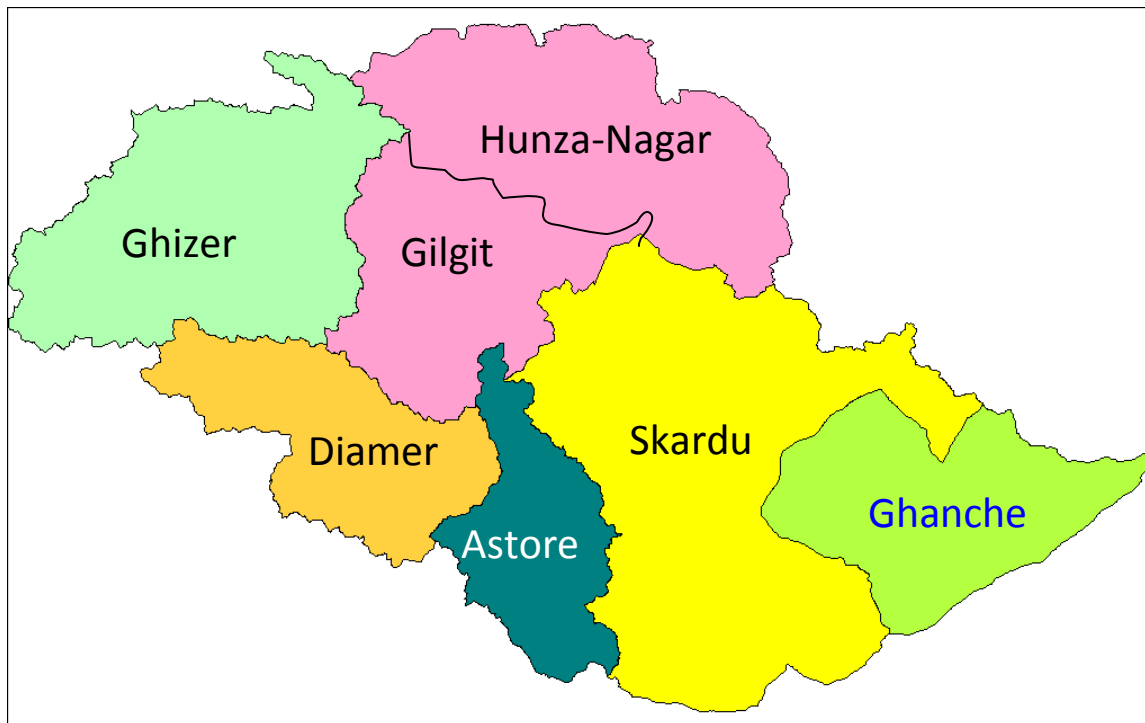 Hunza-Nagar
Ghizer
Gilgit
Diamer
Skardu
Ghanche
Astore